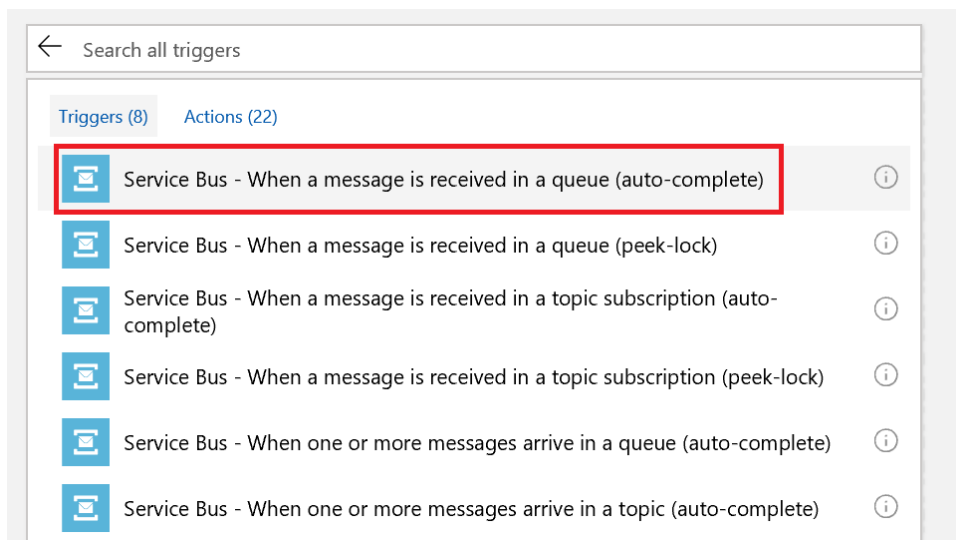 Search all triggers
Triggers (8) Actions (22)
Service Bus - When a message is received in a queue (auto-complete)
Service Bus - When a message is received in a queue (peek-lock)
Service Bus - When a message is received in a topic subscription (auto-
complete)
Service Bus - When a message is received in a topic subscription (peek-lock)
Service Bus - When one or more messages arrive in a queue (auto-complete)
Service Bus - When one or more messages arrive in a topic (auto-complete)